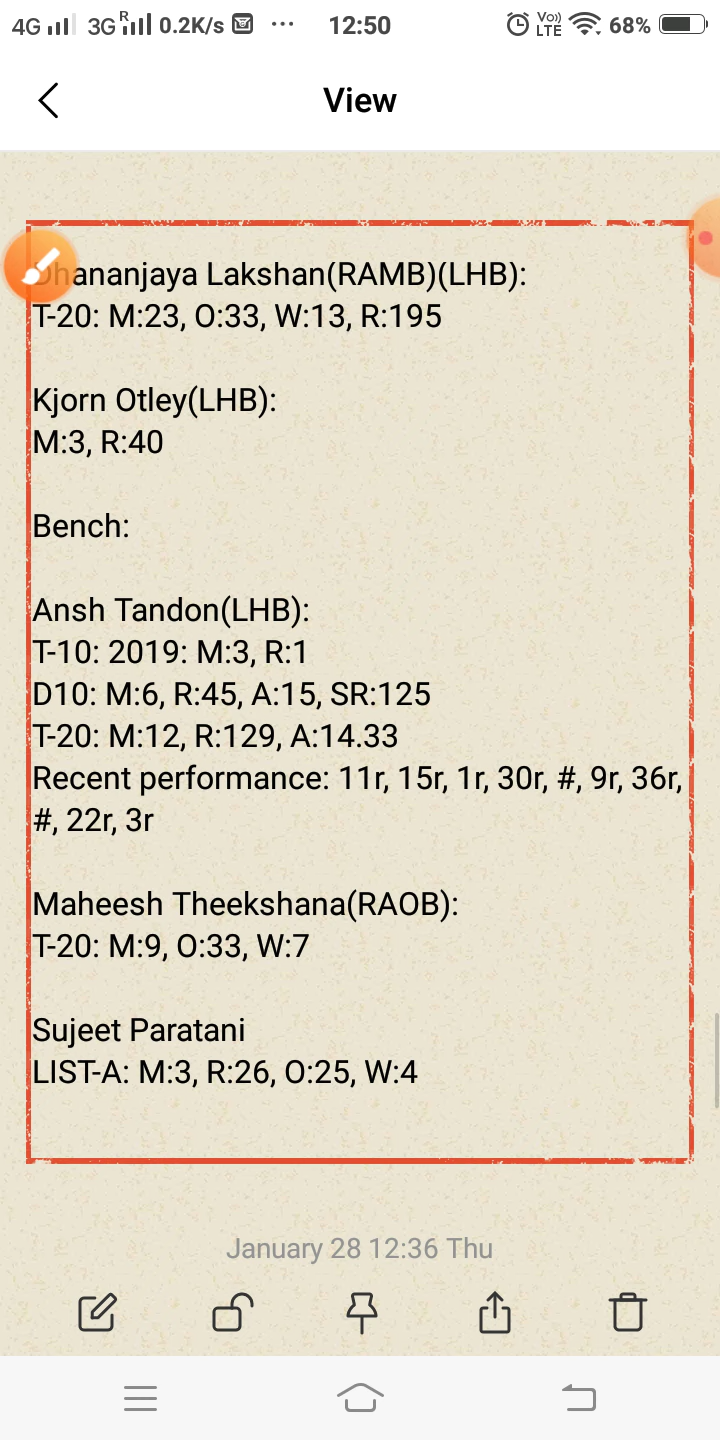 4G 3G R 0.2K/s ... 12:50 Vo)) LTE 68%
View
Dhananjaya Lakshan(RAMB)(LHB):
T-20: M:23, O:33, W:13, R:195
Kjorn Otley(LHB):
M:3, R:40
Bench:
Ansh Tandon(LHB):
T-10: 2019: M:3, R:1
D10: M:6, R:45, A:15, SR:125
T-20: M:12, R:129, A:14.33
Recent performance: 11r, 15r, 1r, 30r, #, 9r, 36r,
#, 22r, 3r
Maheesh Theekshana(RAOB):
T-20: M:9, O:33, W:7
Sujeet Paratani
LIST-A: M:3, R:26, O:25, W:4
January 28 12:36 Thu